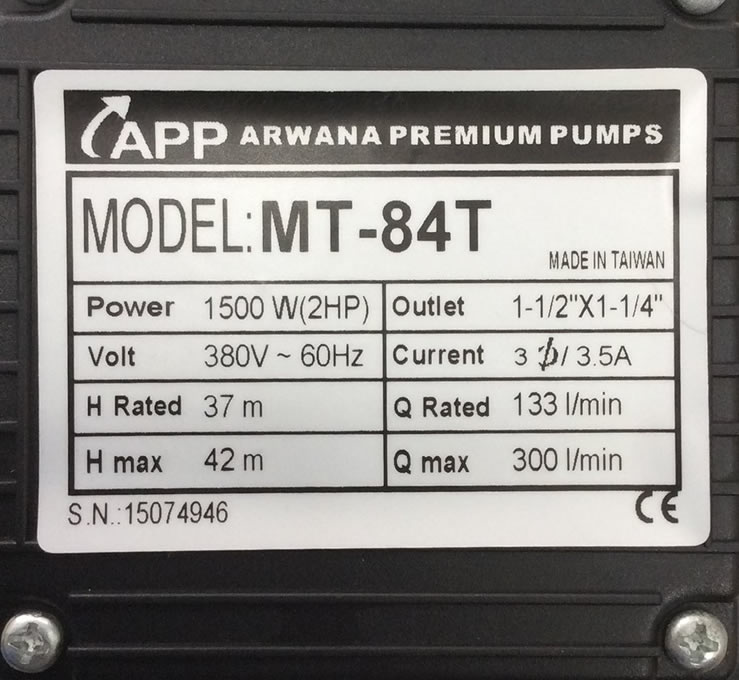 APP ARWANA PREMIUM PUMPS
MODEL: MT-84T
MADE IN TAIWAN
Power 1500 W(2HP) Outlet 1-1/2"X1-1/4"
Volt 380V ~ 60Hz Current 3 ϕ/ 3.5A
H Rated 37 m Q Rated 133 l/min
H max 42 m Q max 300 l/min
S.N.:15074946 CE